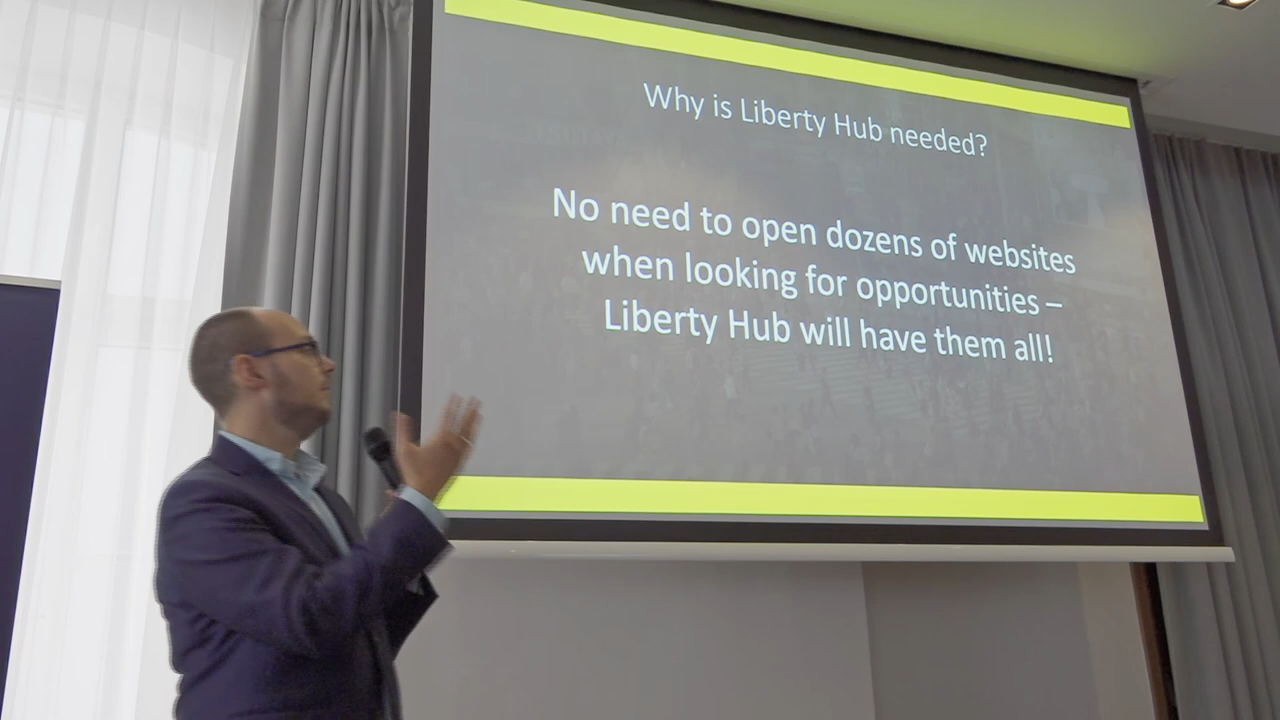 Why is Liberty Hub needed?
No need to open dozens of websites
when looking for opportunities –
Liberty Hub will have them all!